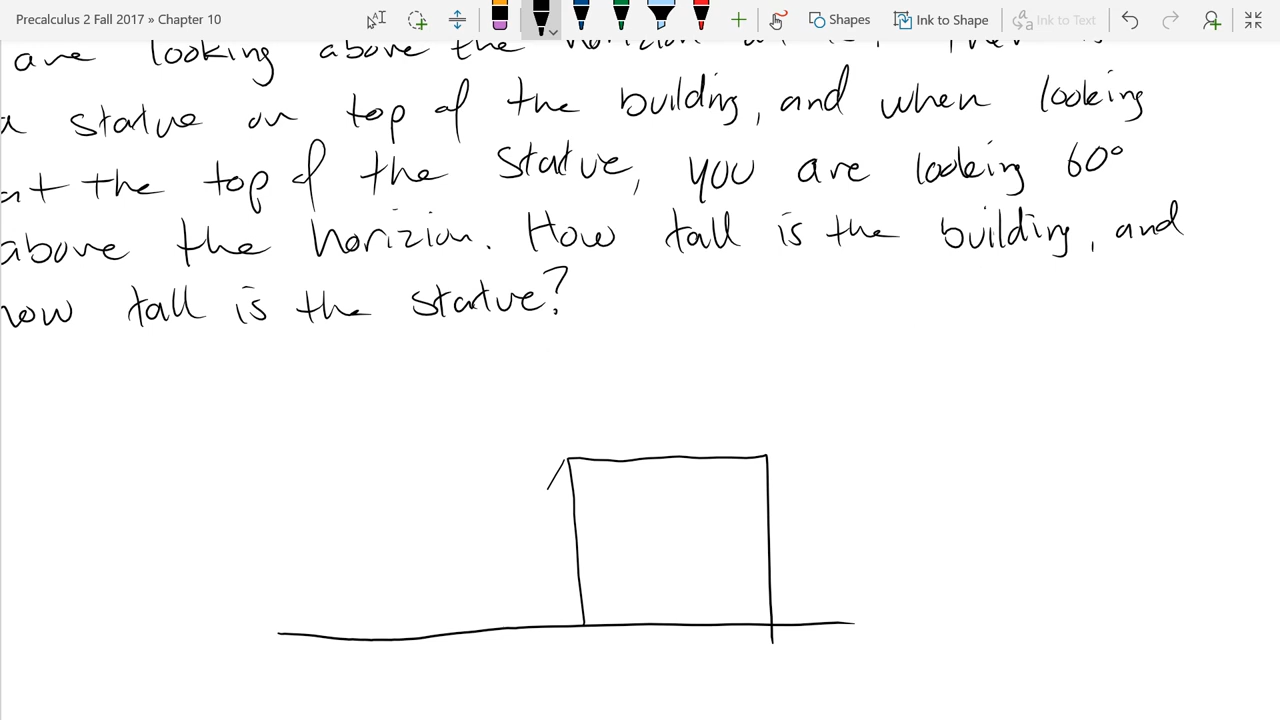 Precalculus 2 Fall 2017 » Chapter 10
Shapes
Ink to Shape
Ink to Text
are looking above the
a statue on top of the building, and when looking
at the top of the statue, you are looking 60°
above the horizion. How tall is the building, and
how tall is the statue?